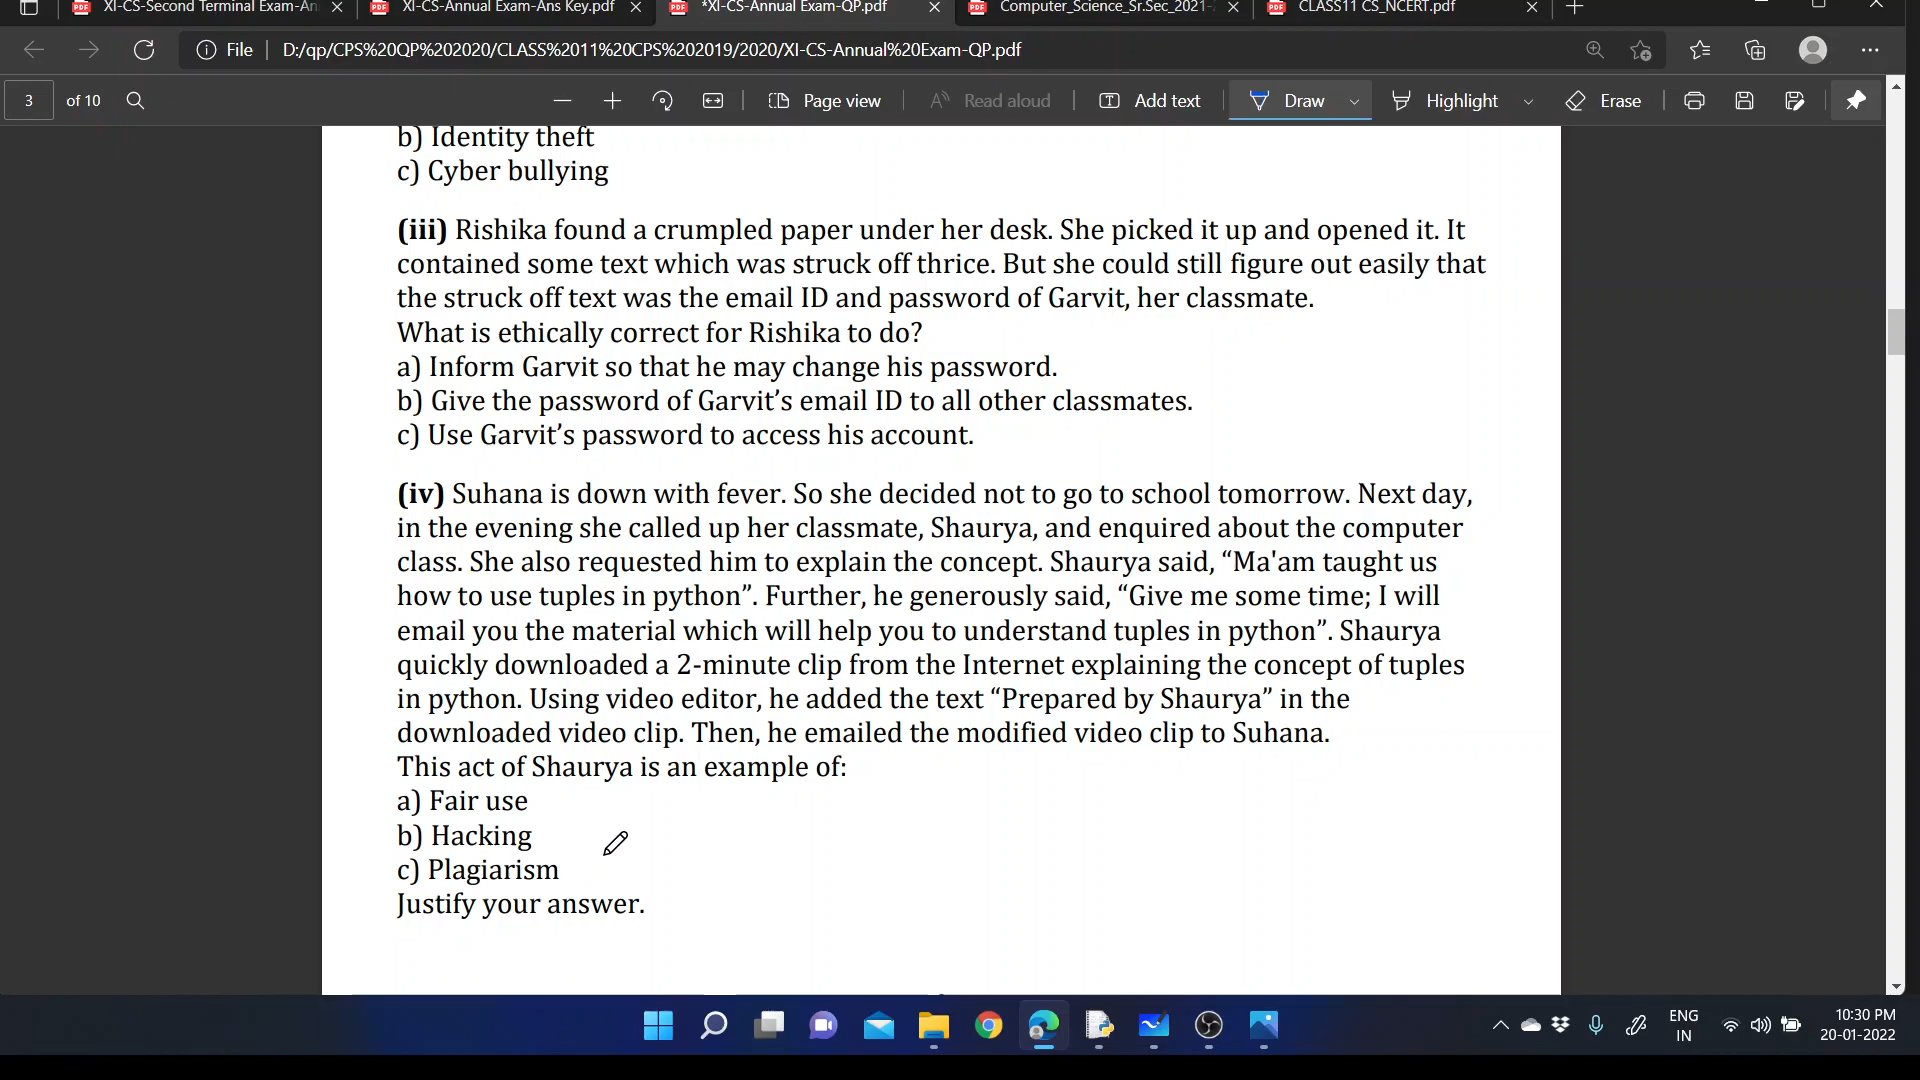 XI-CS-Second Terminal Exam-An
XI-CS-Annual Exam-Ans Key.pdf
*XI-CS-Annual Exam-QP.pdf
Computer_Science_Sr.Sec_2021-
CLASS11 CS_NCERT.pdf
File
D:/qp/CPS%20QP%202020/CLASS%2011%20CPS%202019/2020/XI-CS-Annual%20Exam-QP.pdf
3 of 10
Page view
Read aloud
Add text
Draw
Highlight
Erase
b) Identity theft
c) Cyber bullying
(iii) Rishika found a crumpled paper under her desk. She picked it up and opened it. It
contained some text which was struck off thrice. But she could still figure out easily that
the struck off text was the email ID and password of Garvit, her classmate.
What is ethically correct for Rishika to do?
a) Inform Garvit so that he may change his password.
b) Give the password of Garvit’s email ID to all other classmates.
c) Use Garvit’s password to access his account.
(iv) Suhana is down with fever. So she decided not to go to school tomorrow. Next day,
in the evening she called up her classmate, Shaurya, and enquired about the computer
class. She also requested him to explain the concept. Shaurya said, “Ma'am taught us
how to use tuples in python”. Further, he generously said, “Give me some time; I will
email you the material which will help you to understand tuples in python”. Shaurya
quickly downloaded a 2-minute clip from the Internet explaining the concept of tuples
in python. Using video editor, he added the text “Prepared by Shaurya” in the
downloaded video clip. Then, he emailed the modified video clip to Suhana.
This act of Shaurya is an example of:
a) Fair use
b) Hacking
c) Plagiarism
Justify your answer.
ENG
IN
10:30 PM
20-01-2022